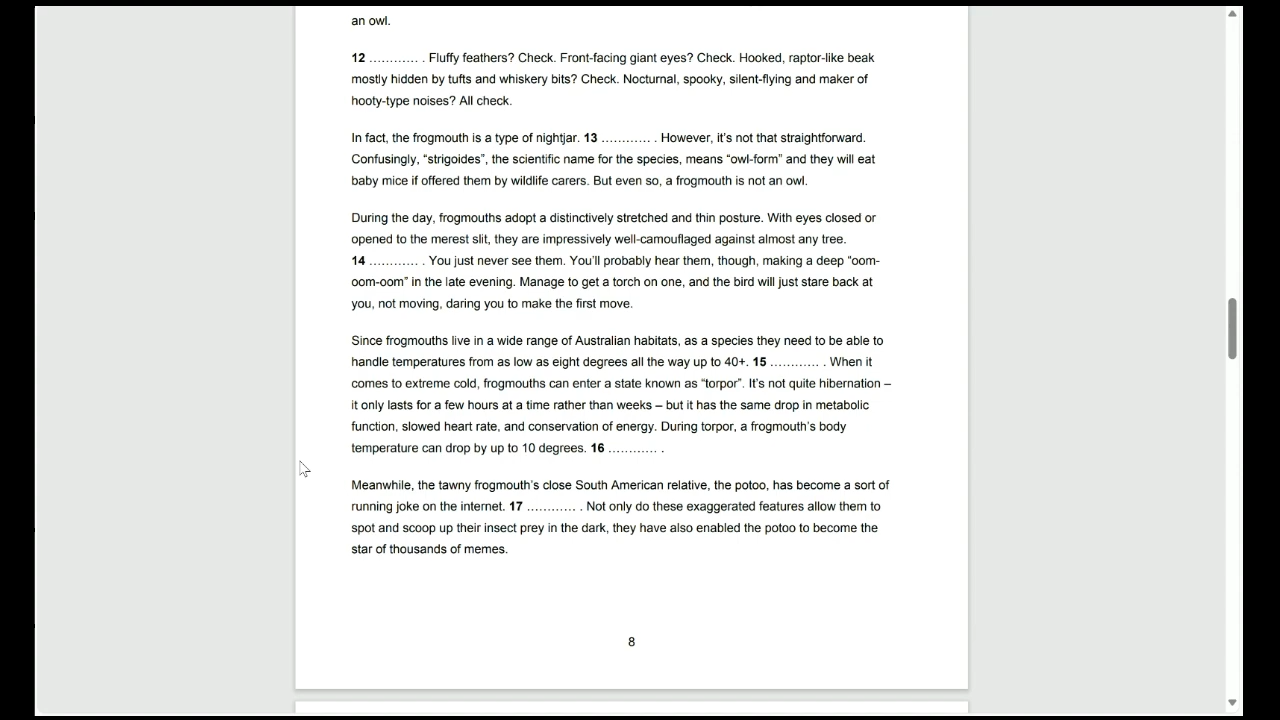 an owl.
12 ............ . Fluffy feathers? Check. Front-facing giant eyes? Check. Hooked, raptor-like beak
mostly hidden by tufts and whiskery bits? Check. Nocturnal, spooky, silent-flying and maker of
hooty-type noises? All check.
In fact, the frogmouth is a type of nightjar. 13 ............ . However, it's not that straightforward.
Confusingly, “strigoides”, the scientific name for the species, means “owl-form” and they will eat
baby mice if offered them by wildlife carers. But even so, a frogmouth is not an owl.
During the day, frogmouths adopt a distinctively stretched and thin posture. With eyes closed or
opened to the merest slit, they are impressively well-camouflaged against almost any tree.
14 ............ . You just never see them. You'll probably hear them, though, making a deep “oom-
oom-oom” in the late evening. Manage to get a torch on one, and the bird will just stare back at
you, not moving, daring you to make the first move.
Since frogmouths live in a wide range of Australian habitats, as a species they need to be able to
handle temperatures from as low as eight degrees all the way up to 40+. 15 ............ . When it
comes to extreme cold, frogmouths can enter a state known as “torpor”. It's not quite hibernation –
it only lasts for a few hours at a time rather than weeks – but it has the same drop in metabolic
function, slowed heart rate, and conservation of energy. During torpor, a frogmouth's body
temperature can drop by up to 10 degrees. 16 ............ .
Meanwhile, the tawny frogmouth's close South American relative, the potoo, has become a sort of
running joke on the internet. 17 ............ . Not only do these exaggerated features allow them to
spot and scoop up their insect prey in the dark, they have also enabled the potoo to become the
star of thousands of memes.
8